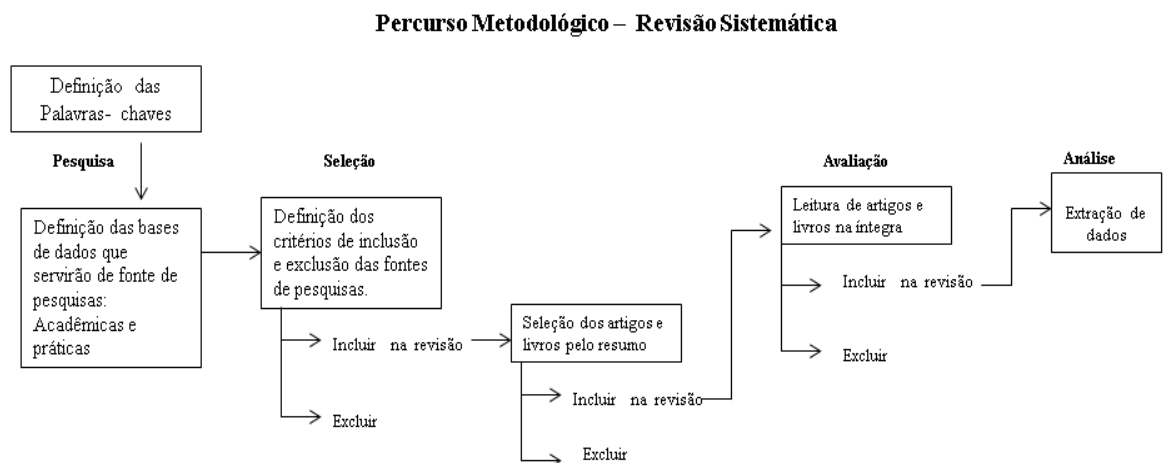 Percurso Metodológico – Revisão Sistemática
Definição das
Palavras- chaves
Pesquisa
Seleção
Avaliação
Análise
Definição das bases
de dados que
servirão de fonte de
pesquisas:
Acadêmicas e
práticas
Definição dos
critérios de inclusão
e exclusão das fontes
de pesquisas.
Incluir na revisão
Excluir
Seleção dos artigos e
livros pelo resumo
Incluir na revisão
Excluir
Leitura de artigos e
livros na íntegra
Incluir na revisão
Excluir
Extração de
dados